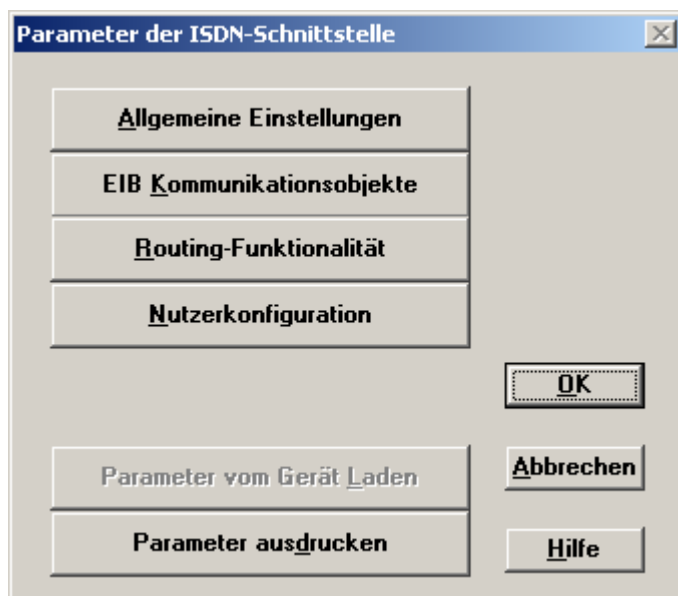 Parameter der ISDN-Schnittstelle
Allgemeine Einstellungen
EIB Kommunikationsobjekte
Routing-Funktionalität
Nutzerkonfiguration
OK
Parameter vom Gerät Laden
Abbrechen
Parameter ausdrucken
Hilfe